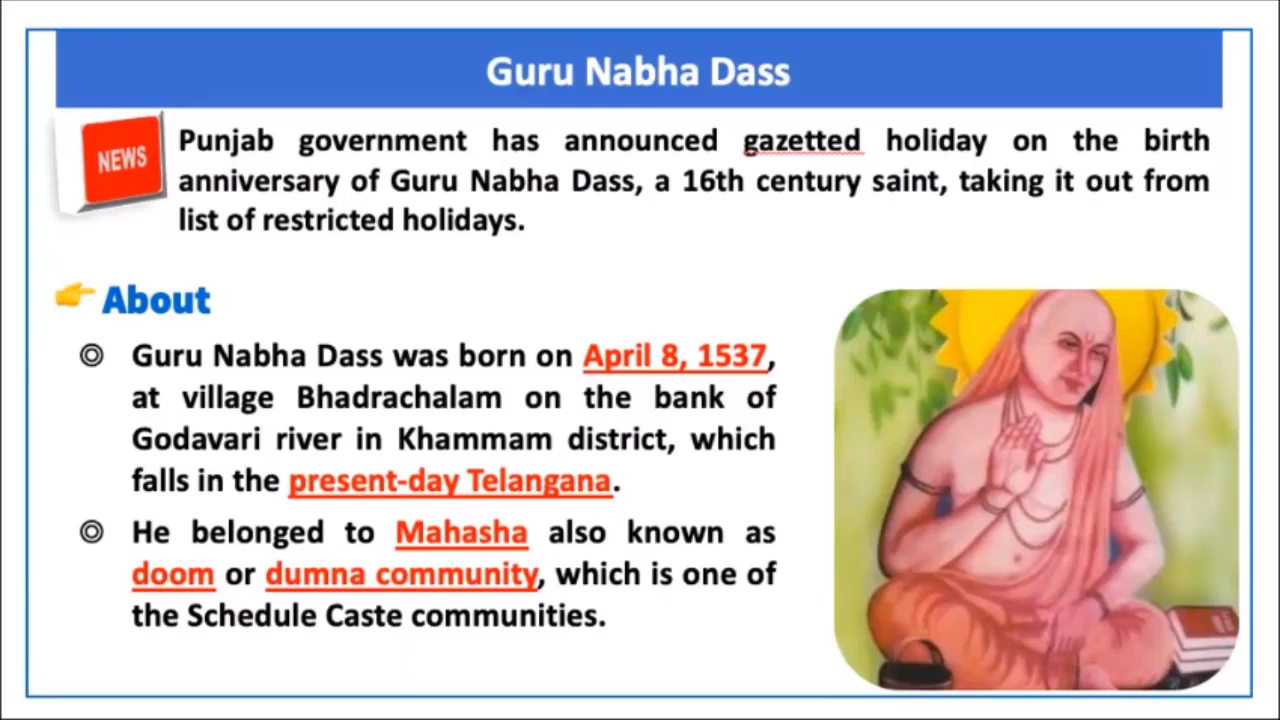 Guru Nabha Dass
NEWS
Punjab government has announced gazetted holiday on the birth
anniversary of Guru Nabha Dass, a 16th century saint, taking it out from
list of restricted holidays.
About
Guru Nabha Dass was born on April 8, 1537,
at village Bhadrachalam on the bank of
Godavari river in Khammam district, which
falls in the present-day Telangana.
He belonged to Mahasha also known as
doom or dumna community, which is one of
the Schedule Caste communities.